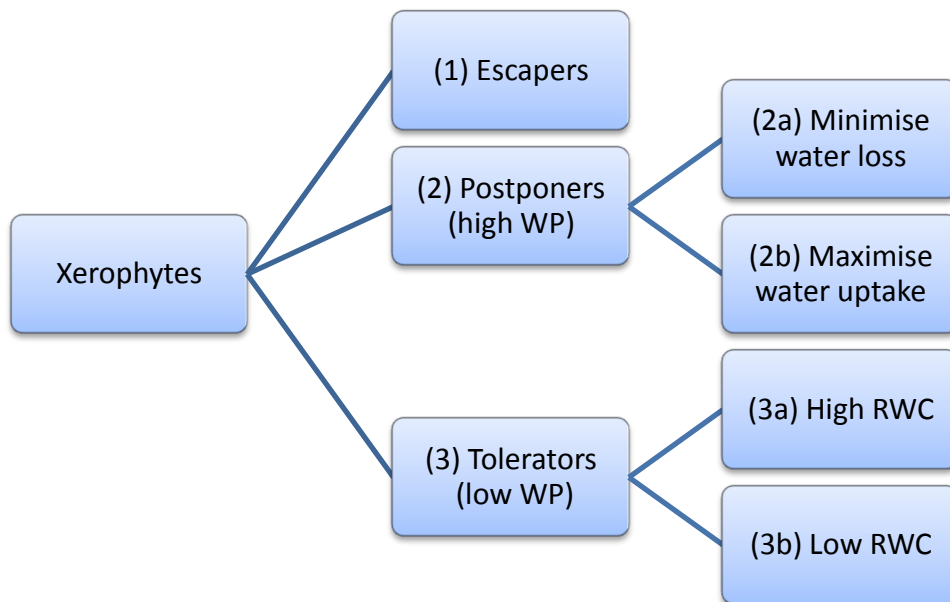 Xerophytes
(1) Escapers
(2) Postponers
(high WP)
(2a) Minimise
water loss
(2b) Maximise
water uptake
(3) Tolerators
(low WP)
(3a) High RWC
(3b) Low RWC